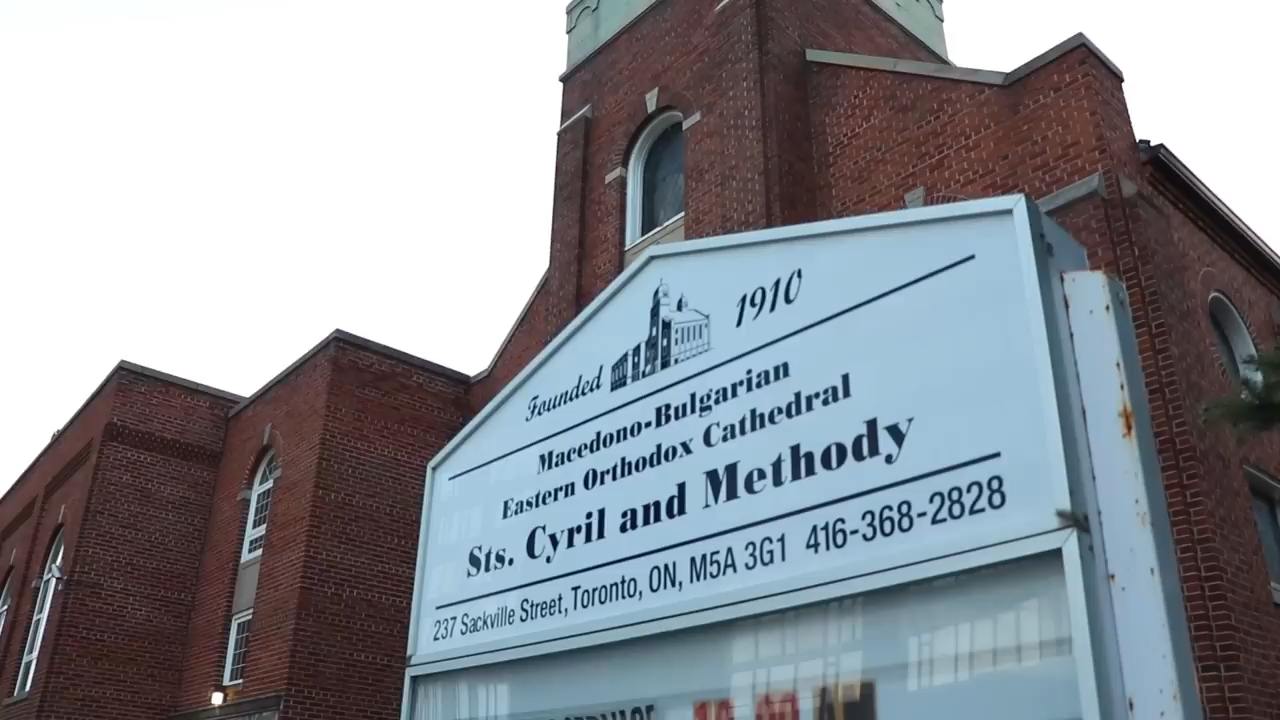 Founded 1910
Macedono-Bulgarian
Eastern Orthodox Cathedral
Sts. Cyril and Methody
237 Sackville Street, Toronto, ON, M5A 3G1 416-368-2828